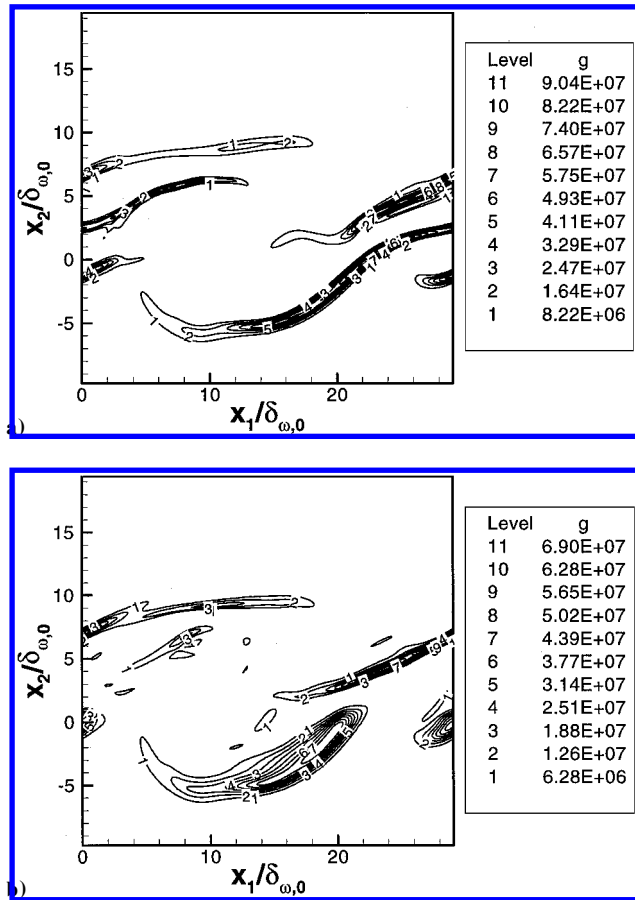 Level g
11 9.04E+07
10 8.22E+07
9 7.40E+07
8 6.57E+07
7 5.75E+07
6 4.93E+07
5 4.11E+07
4 3.29E+07
3 2.47E+07
2 1.64E+07
1 8.22E+06
15
10
5
0
-5
x₂/δω,0
0 10 20
x₁/δω,0
a)
Level g
11 6.90E+07
10 6.28E+07
9 5.65E+07
8 5.02E+07
7 4.39E+07
6 3.77E+07
5 3.14E+07
4 2.51E+07
3 1.88E+07
2 1.26E+07
1 6.28E+06
15
10
5
0
-5
x₂/δω,0
0 10 20
x₁/δω,0
b)